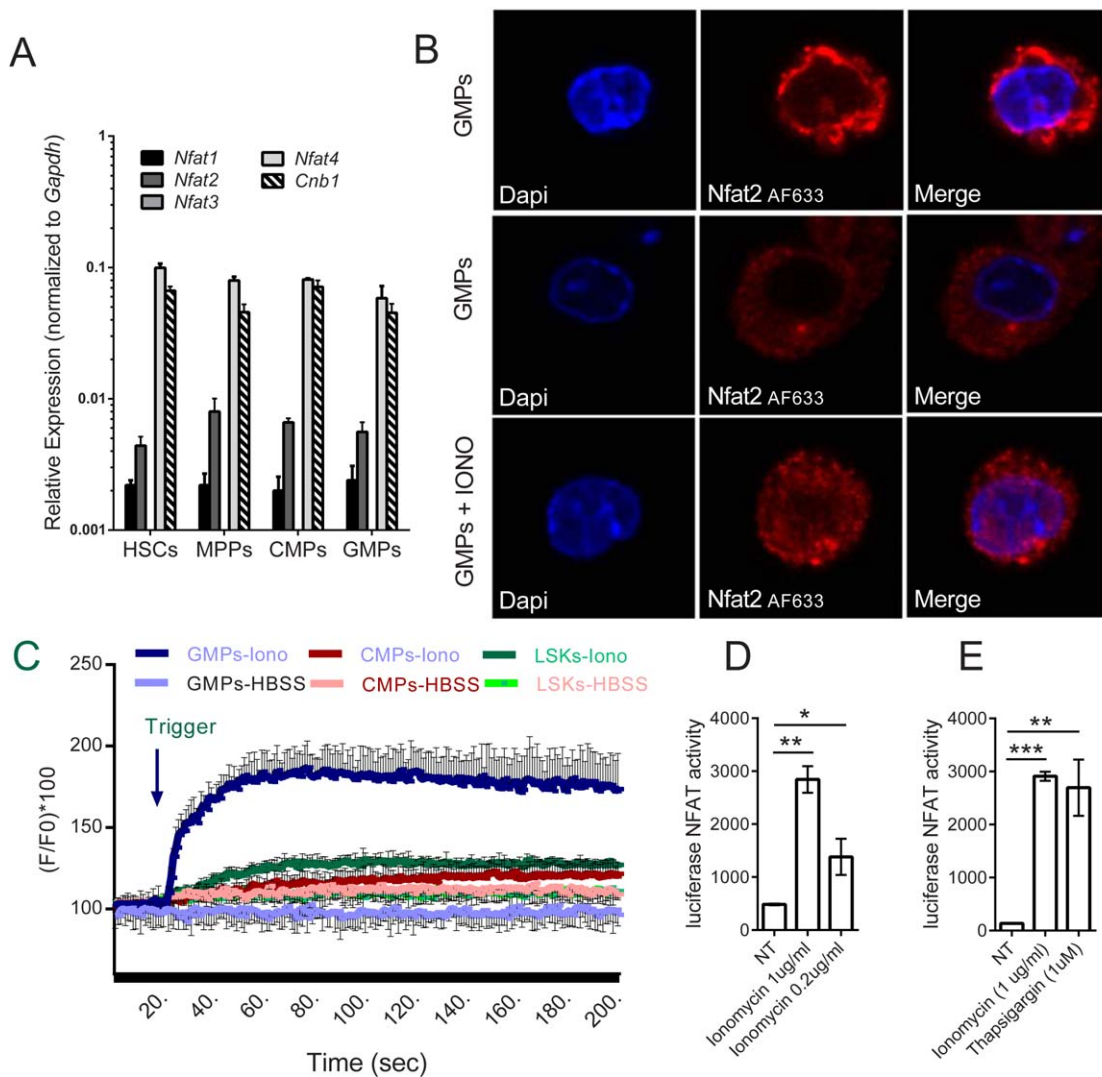 A
Relative Expression (normalized to Gapdh)
1
0.1
0.01
0.001
Nfat1
Nfat2
Nfat3
Nfat4
Cnb1
HSCs
MPPs
CMPs
GMPs
B
GMPs
Dapi
Nfat2 AF633
Merge
GMPs
Dapi
Nfat2 AF633
Merge
GMPs + IONO
Dapi
Nfat2 AF633
Merge
C
GMPs-Iono
CMPs-Iono
LSKs-Iono
GMPs-HBSS
CMPs-HBSS
LSKs-HBSS
Trigger
(F/F0)*100
250
200
150
100
20.
40.
60.
80.
100.
120.
140.
160.
180.
200.
Time (sec)
D
luciferase NFAT activity
4000
3000
2000
1000
0
*
**
NT
Ionomycin 1ug/ml
Ionomycin 0.2ug/ml
E
luciferase NFAT activity
4000
3000
2000
1000
0
**
***
NT
Ionomycin (1 ug/ml)
Thapsigargin (1uM)